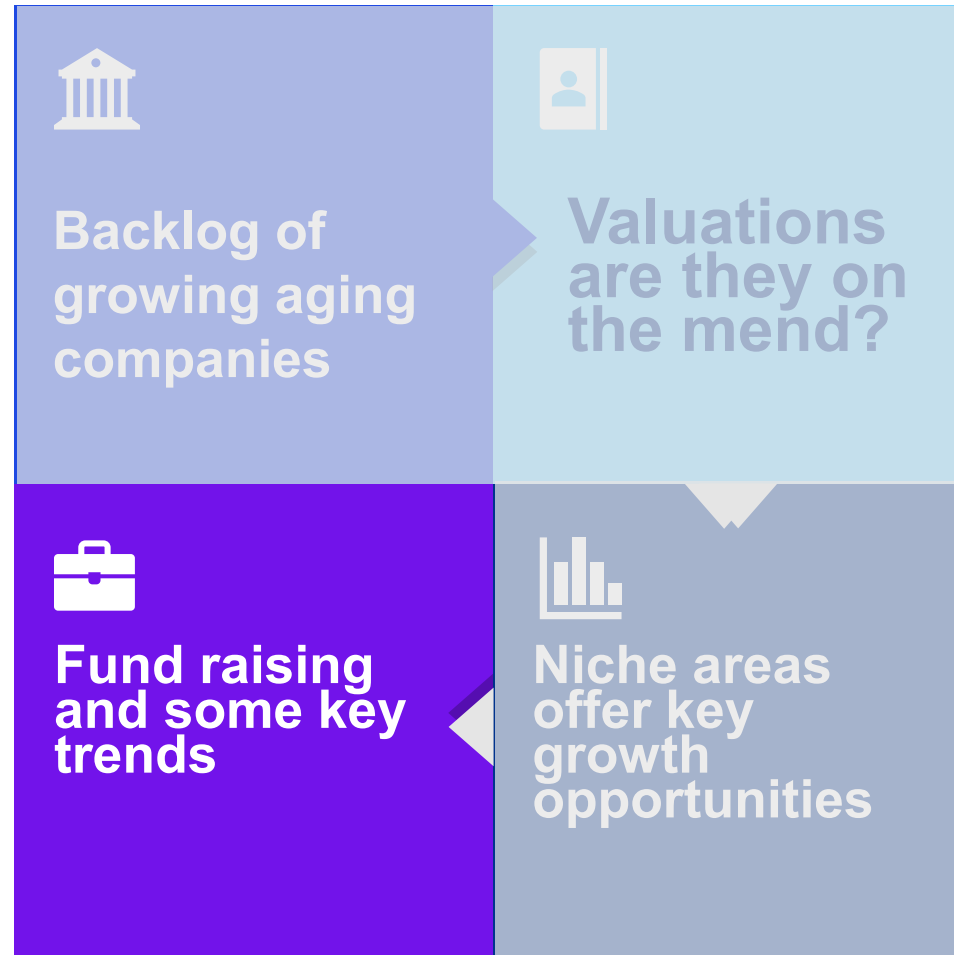 Backlog of
growing aging
companies
Valuations
are they on
the mend?
Fund raising
and some key
trends
Niche areas
offer key
growth
opportunities